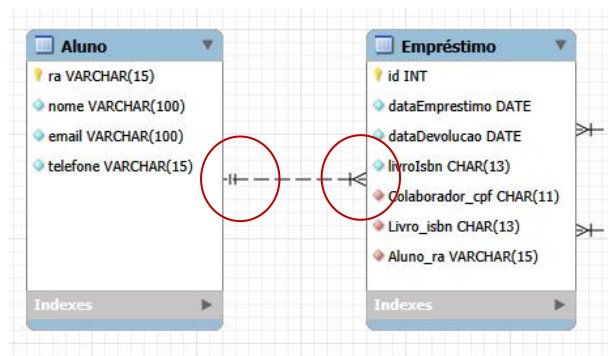 Aluno
ra VARCHAR(15)
nome VARCHAR(100)
email VARCHAR(100)
telefone VARCHAR(15)
Indexes
Empréstimo
id INT
dataEmprestimo DATE
dataDevolucao DATE
livroIsbn CHAR(13)
Colaborador_cpf CHAR(11)
Livro_isbn CHAR(13)
Aluno_ra VARCHAR(15)
Indexes